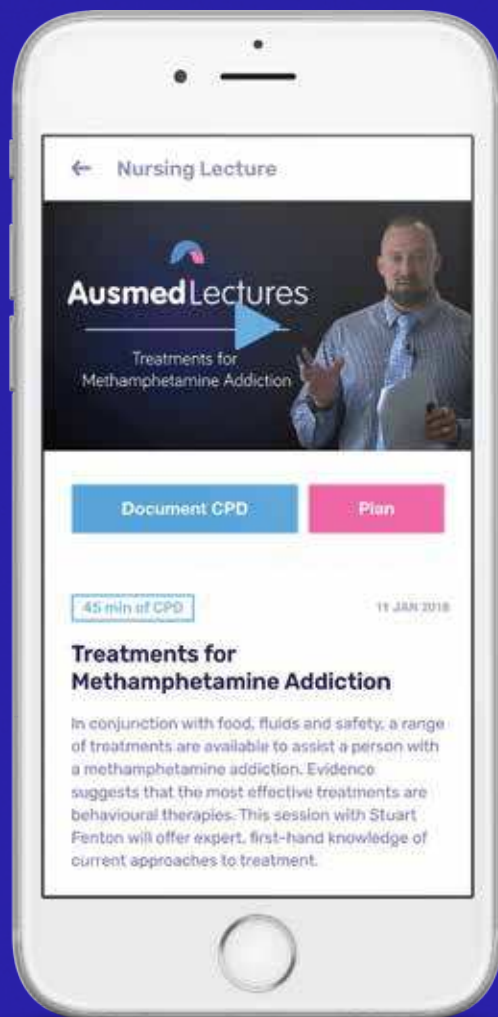 ← Nursing Lecture
Ausmed Lectures
Treatments for
Methamphetamine Addiction
Document CPD
Plan
45 min of CPD
11 JAN 2018
Treatments for
Methamphetamine Addiction
In conjunction with food, fluids and safety, a range
of treatments are available to assist a person with
a methamphetamine addiction. Evidence
suggests that the most effective treatments are
behavioural therapies. This session with Stuart
Fenton will offer expert, first-hand knowledge of
current approaches to treatment.